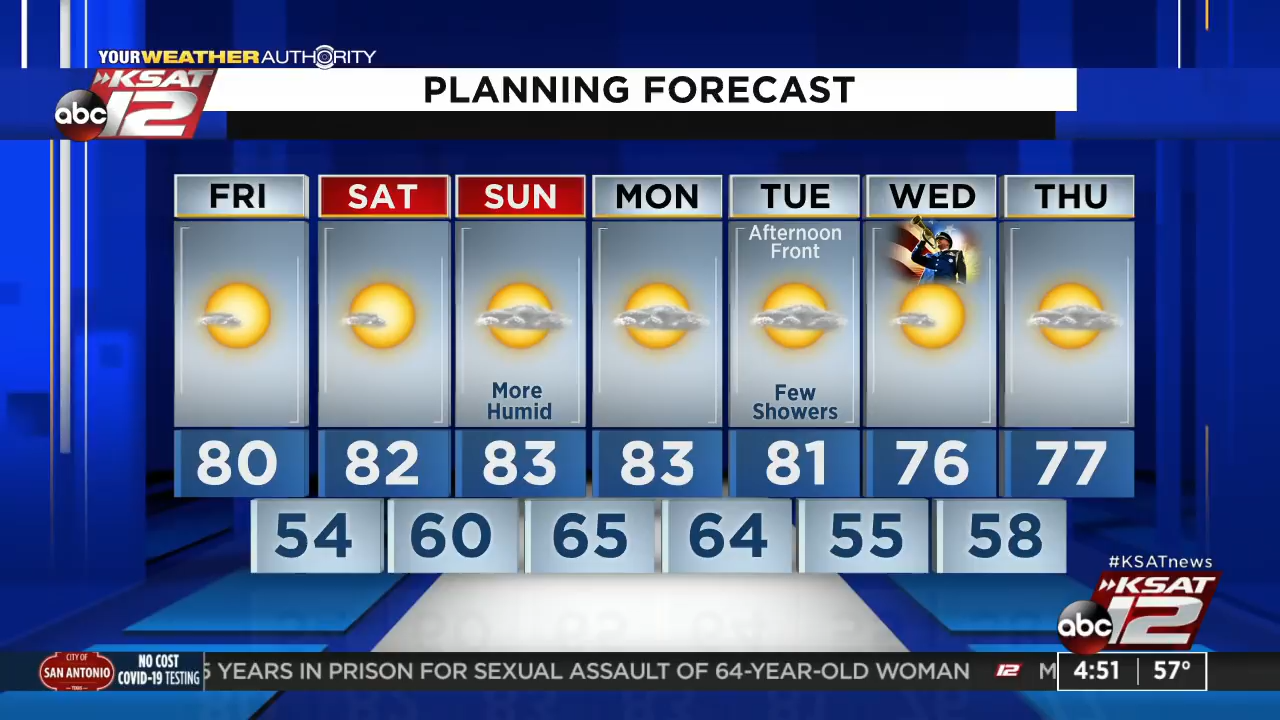 YOURWEATHERAUTHORITY
KSAT
abc 12
PLANNING FORECAST
FRI SAT SUN MON TUE WED THU
Afternoon
Front
More
Humid
Few
Showers
80 82 83 83 81 76 77
54 60 65 64 55 58
#KSATnews
KSAT
abc 12
CITY OF
SAN ANTONIO
TEXAS
NO COST
COVID-19 TESTING
5 YEARS IN PRISON FOR SEXUAL ASSAULT OF 64-YEAR-OLD WOMAN 12 M
4:51 57°